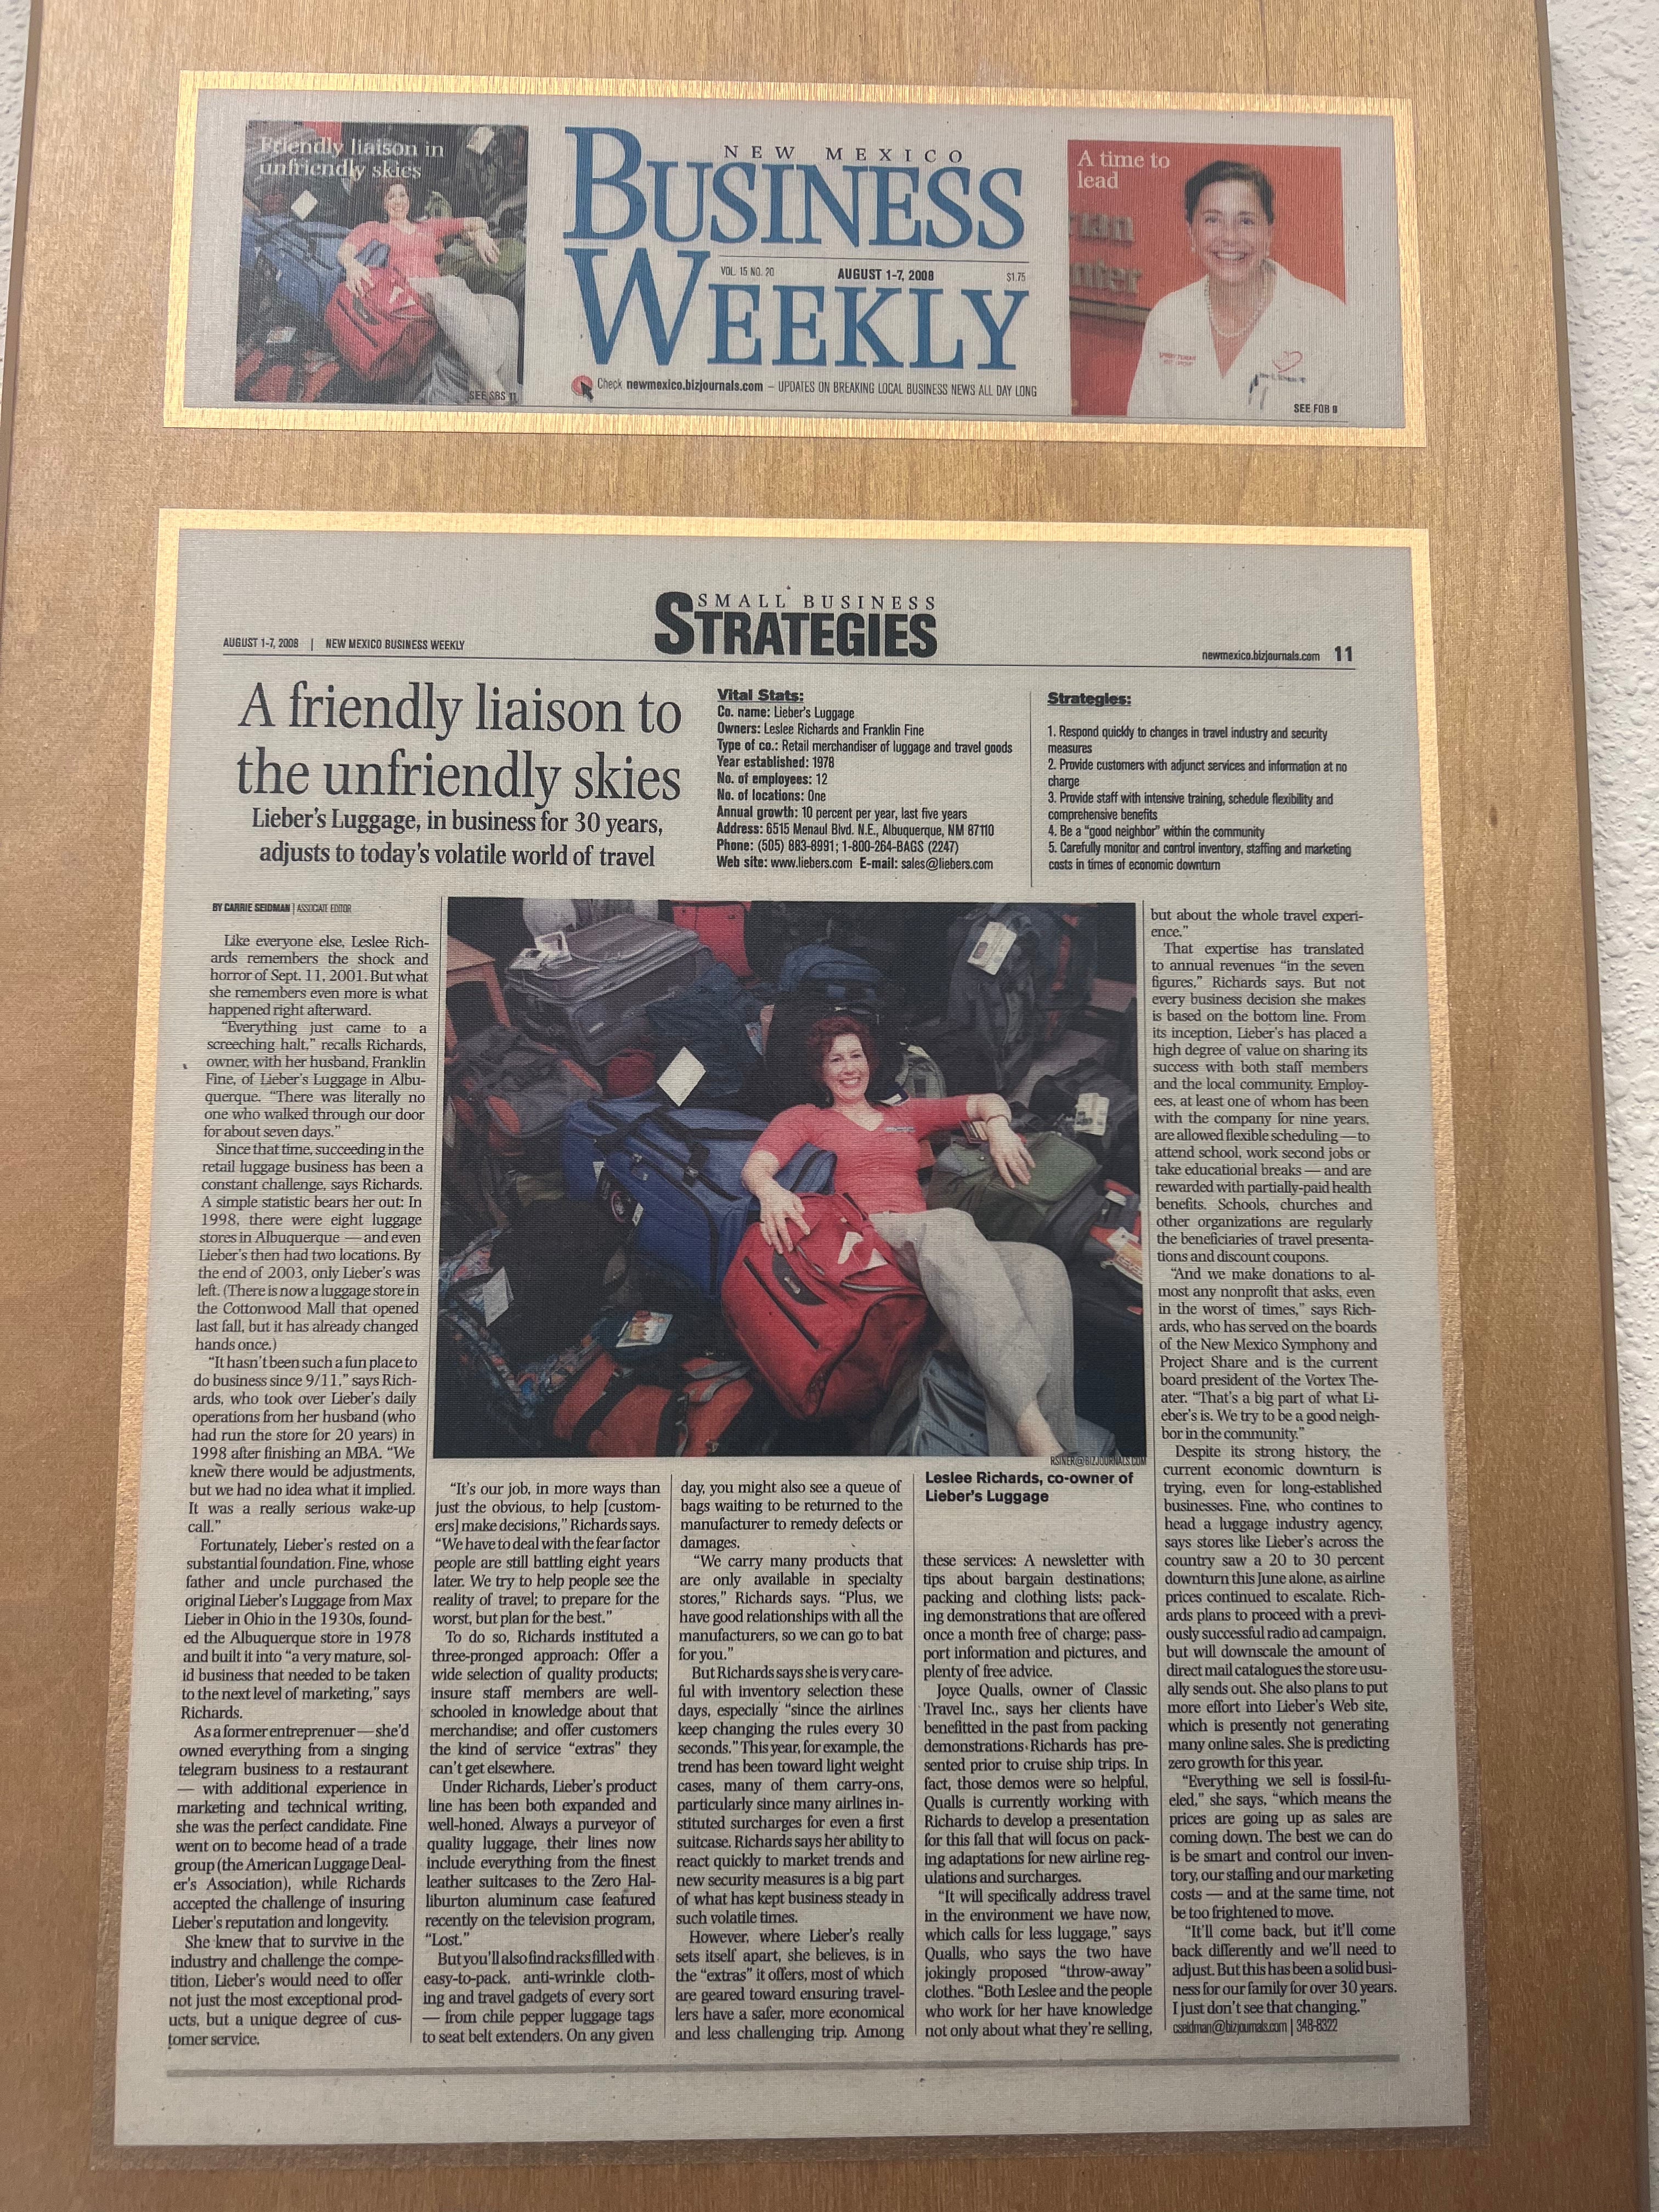 Friendly liaison in
unfriendly skies
SEE SBS 11
NEW MEXICO
BUSINESS
VOL. 15 NO. 20
AUGUST 1-7, 2008
$1.75
WEEKLY
Check newmexico.bizjournals.com – UPDATES ON BREAKING LOCAL BUSINESS NEWS ALL DAY LONG
A time to
lead
SEE FOB 8
SMALL BUSINESS
STRATEGIES
AUGUST 1-7, 2008 | NEW MEXICO BUSINESS WEEKLY
newmexico.bizjournals.com 11
A friendly liaison to
the unfriendly skies
Lieber's Luggage, in business for 30 years,
adjusts to today's volatile world of travel
Vital Stats:
Co. name: Lieber's Luggage
Owners: Leslee Richards and Franklin Fine
Type of co.: Retail merchandiser of luggage and travel goods
Year established: 1978
No. of employees: 12
No. of locations: One
Annual growth: 10 percent per year, last five years
Address: 6515 Menaul Blvd. N.E., Albuquerque, NM 87110
Phone: (505) 883-8991; 1-800-264-BAGS (2247)
Web site: www.liebers.com E-mail: sales@liebers.com
Strategies:
1. Respond quickly to changes in travel industry and security
measures
2. Provide customers with adjunct services and information at no
charge
3. Provide staff with intensive training, schedule flexibility and
comprehensive benefits
4. Be a "good neighbor" within the community
5. Carefully monitor and control inventory, staffing and marketing
costs in times of economic downturn
BY CARRIE SEIDMAN | ASSOCIATE EDITOR
Like everyone else, Leslee Rich-
ards remembers the shock and
horror of Sept. 11, 2001. But what
she remembers even more is what
happened right afterward.
"Everything just came to a
screeching halt," recalls Richards,
owner, with her husband, Franklin
Fine, of Lieber's Luggage in Albu-
querque. "There was literally no
one who walked through our door
for about seven days."
Since that time, succeeding in the
retail luggage business has been a
constant challenge, says Richards.
A simple statistic bears her out: In
1998, there were eight luggage
stores in Albuquerque — and even
Lieber's then had two locations. By
the end of 2003, only Lieber's was
left. (There is now a luggage store in
the Cottonwood Mall that opened
last fall, but it has already changed
hands once.)
"It hasn't been such a fun place to
do business since 9/11," says Rich-
ards, who took over Lieber's daily
operations from her husband (who
had run the store for 20 years) in
1998 after finishing an MBA. "We
knew there would be adjustments,
but we had no idea what it implied.
It was a really serious wake-up
call."
Fortunately, Lieber's rested on a
substantial foundation. Fine, whose
father and uncle purchased the
original Lieber's Luggage from Max
Lieber in Ohio in the 1930s, found-
ed the Albuquerque store in 1978
and built it into "a very mature, sol-
id business that needed to be taken
to the next level of marketing," says
Richards.
As a former entreprenuer — she'd
owned everything from a singing
telegram business to a restaurant
— with additional experience in
marketing and technical writing,
she was the perfect candidate. Fine
went on to become head of a trade
group (the American Luggage Deal-
er's Association), while Richards
accepted the challenge of insuring
Lieber's reputation and longevity.
She knew that to survive in the
industry and challenge the compe-
tition, Lieber's would need to offer
not just the most exceptional prod-
ucts, but a unique degree of cus-
tomer service.
"It's our job, in more ways than
just the obvious, to help [custom-
ers] make decisions," Richards says.
"We have to deal with the fear factor
people are still battling eight years
later. We try to help people see the
reality of travel; to prepare for the
worst, but plan for the best."
To do so, Richards instituted a
three-pronged approach: Offer a
wide selection of quality products;
insure staff members are well-
schooled in knowledge about that
merchandise; and offer customers
the kind of service "extras" they
can't get elsewhere.
Under Richards, Lieber's product
line has been both expanded and
well-honed. Always a purveyor of
quality luggage, their lines now
include everything from the finest
leather suitcases to the Zero Hal-
liburton aluminum case featured
recently on the television program,
"Lost."
But you'll also find racks filled with
easy-to-pack, anti-wrinkle cloth-
ing and travel gadgets of every sort
— from chile pepper luggage tags
to seat belt extenders. On any given
day, you might also see a queue of
bags waiting to be returned to the
manufacturer to remedy defects or
damages.
"We carry many products that
are only available in specialty
stores," Richards says. "Plus, we
have good relationships with all the
manufacturers, so we can go to bat
for you."
But Richards says she is very care-
ful with inventory selection these
days, especially "since the airlines
keep changing the rules every 30
seconds." This year, for example, the
trend has been toward light weight
cases, many of them carry-ons,
particularly since many airlines in-
stituted surcharges for even a first
suitcase. Richards says her ability to
react quickly to market trends and
new security measures is a big part
of what has kept business steady in
such volatile times.
However, where Lieber's really
sets itself apart, she believes, is in
the "extras" it offers, most of which
are geared toward ensuring travel-
lers have a safer, more economical
and less challenging trip. Among
RSINER@BIZJOURNALS.COM
Leslee Richards, co-owner of
Lieber's Luggage
these services: A newsletter with
tips about bargain destinations;
packing and clothing lists; pack-
ing demonstrations that are offered
once a month free of charge; pass-
port information and pictures, and
plenty of free advice.
Joyce Qualls, owner of Classic
Travel Inc., says her clients have
benefitted in the past from packing
demonstrations Richards has pre-
sented prior to cruise ship trips. In
fact, those demos were so helpful,
Qualls is currently working with
Richards to develop a presentation
for this fall that will focus on pack-
ing adaptations for new airline reg-
ulations and surcharges.
"It will specifically address travel
in the environment we have now,
which calls for less luggage," says
Qualls, who says the two have
jokingly proposed "throw-away"
clothes. "Both Leslee and the people
who work for her have knowledge
not only about what they're selling,
but about the whole travel experi-
ence."
That expertise has translated
to annual revenues "in the seven
figures," Richards says. But not
every business decision she makes
is based on the bottom line. From
its inception, Lieber's has placed a
high degree of value on sharing its
success with both staff members
and the local community. Employ-
ees, at least one of whom has been
with the company for nine years,
are allowed flexible scheduling — to
attend school, work second jobs or
take educational breaks — and are
rewarded with partially-paid health
benefits. Schools, churches and
other organizations are regularly
the beneficiaries of travel presenta-
tions and discount coupons.
"And we make donations to al-
most any nonprofit that asks, even
in the worst of times," says Rich-
ards, who has served on the boards
of the New Mexico Symphony and
Project Share and is the current
board president of the Vortex The-
ater. "That's a big part of what Li-
eber's is. We try to be a good neigh-
bor in the community."
Despite its strong history, the
current economic downturn is
trying, even for long-established
businesses. Fine, who contines to
head a luggage industry agency,
says stores like Lieber's across the
country saw a 20 to 30 percent
downturn this June alone, as airline
prices continued to escalate. Rich-
ards plans to proceed with a previ-
ously successful radio ad campaign,
but will downscale the amount of
direct mail catalogues the store usu-
ally sends out. She also plans to put
more effort into Lieber's Web site,
which is presently not generating
many online sales. She is predicting
zero growth for this year.
"Everything we sell is fossil-fu-
eled," she says, "which means the
prices are going up as sales are
coming down. The best we can do
is be smart and control our inven-
tory, our staffing and our marketing
costs — and at the same time, not
be too frightened to move.
"It'll come back, but it'll come
back differently and we'll need to
adjust. But this has been a solid busi-
ness for our family for over 30 years.
I just don't see that changing."
cseidman@bizjournals.com | 348-8322